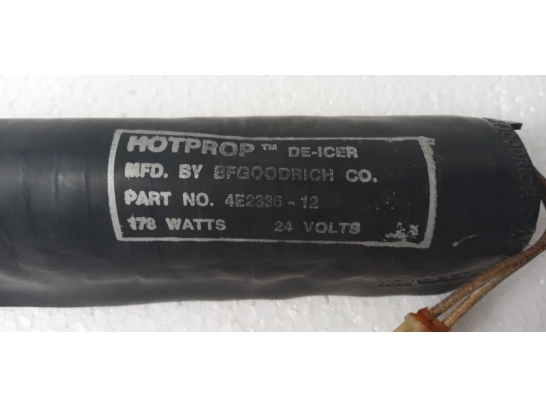 HOTPROP™ DE-ICER
MFD. BY BFGOODRICH CO.
PART NO. 4E2336-12
178 WATTS 24 VOLTS